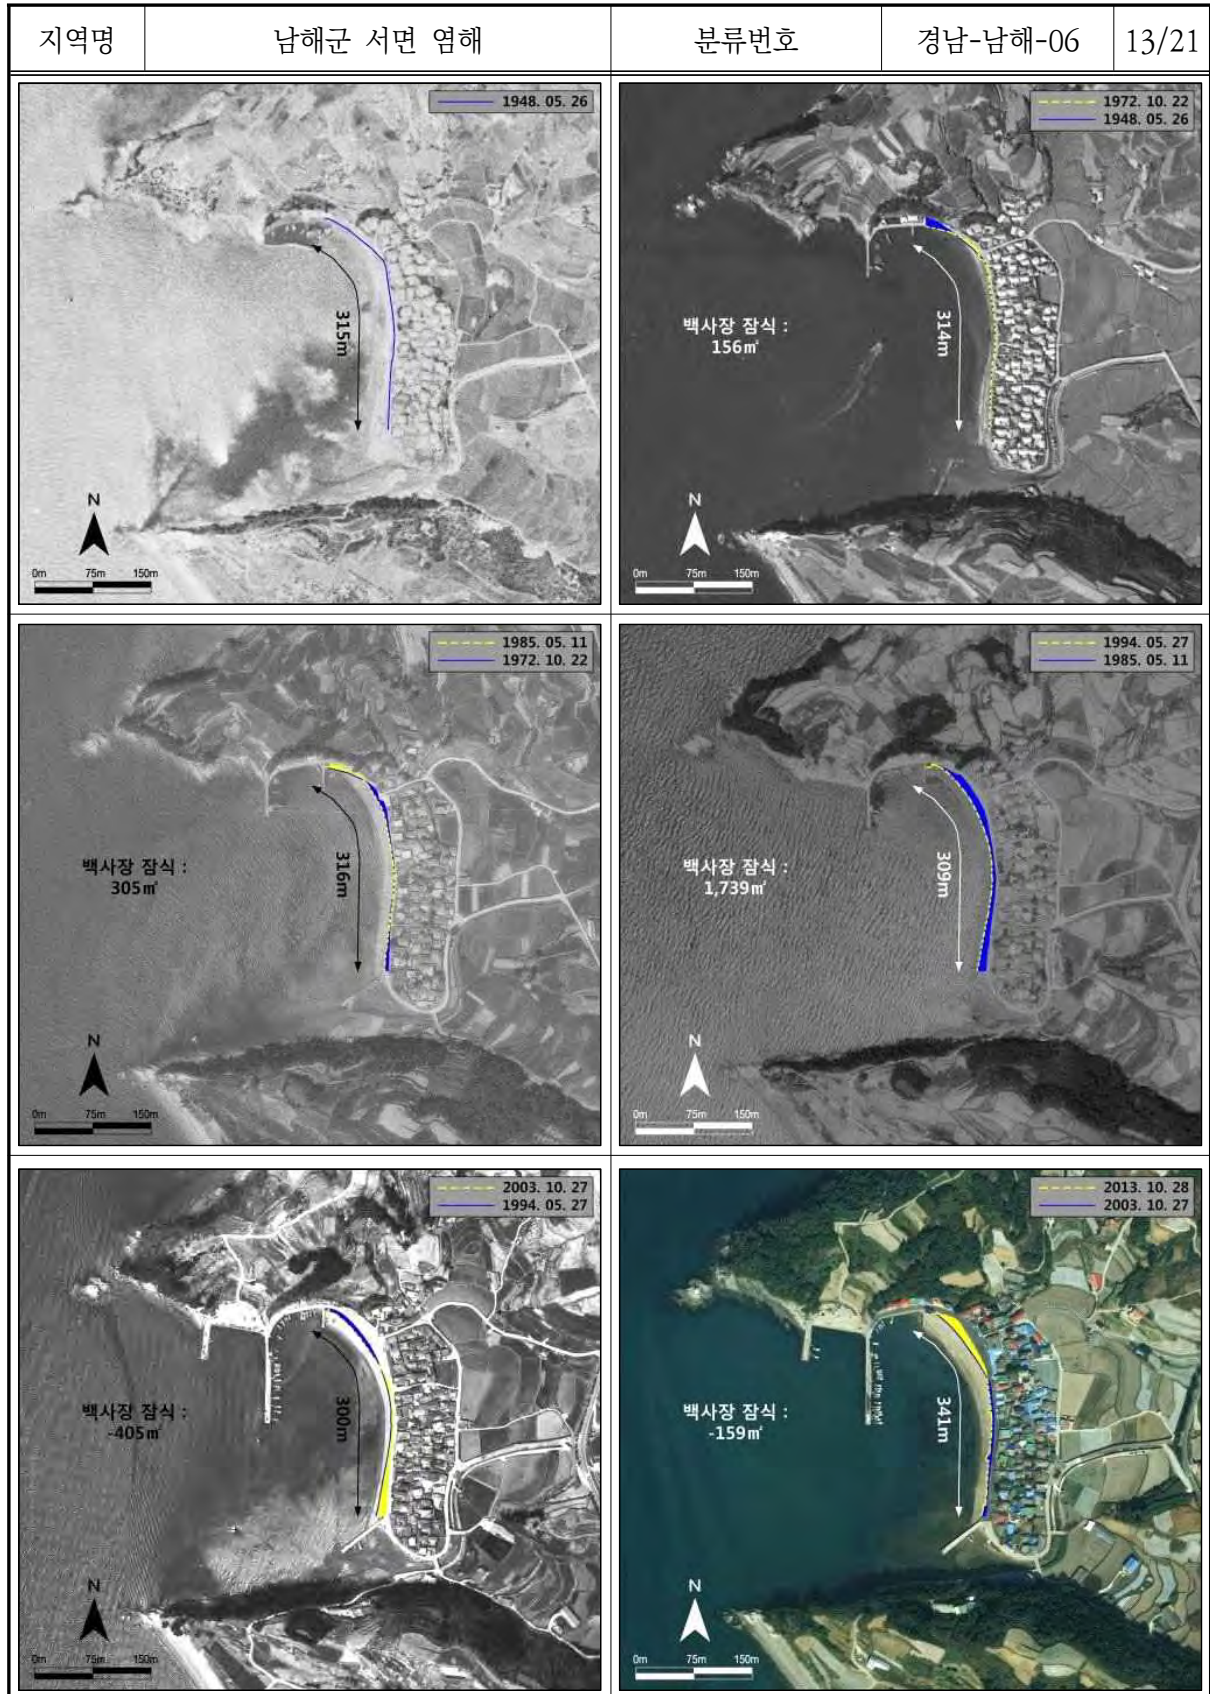 지역명 남해군 서면 염해 분류번호 경남-남해-06 13/21
1948. 05. 26
315m
N
0m 75m 150m
1972. 10. 22
1948. 05. 26
백사장 잠식 :
156㎡
314m
N
0m 75m 150m
1985. 05. 11
1972. 10. 22
백사장 잠식 :
305㎡
316m
N
0m 75m 150m
1994. 05. 27
1985. 05. 11
백사장 잠식 :
1,739㎡
309m
N
0m 75m 150m
2003. 10. 27
1994. 05. 27
백사장 잠식 :
-405㎡
300m
N
0m 75m 150m
2013. 10. 28
2003. 10. 27
백사장 잠식 :
-159㎡
341m
N
0m 75m 150m